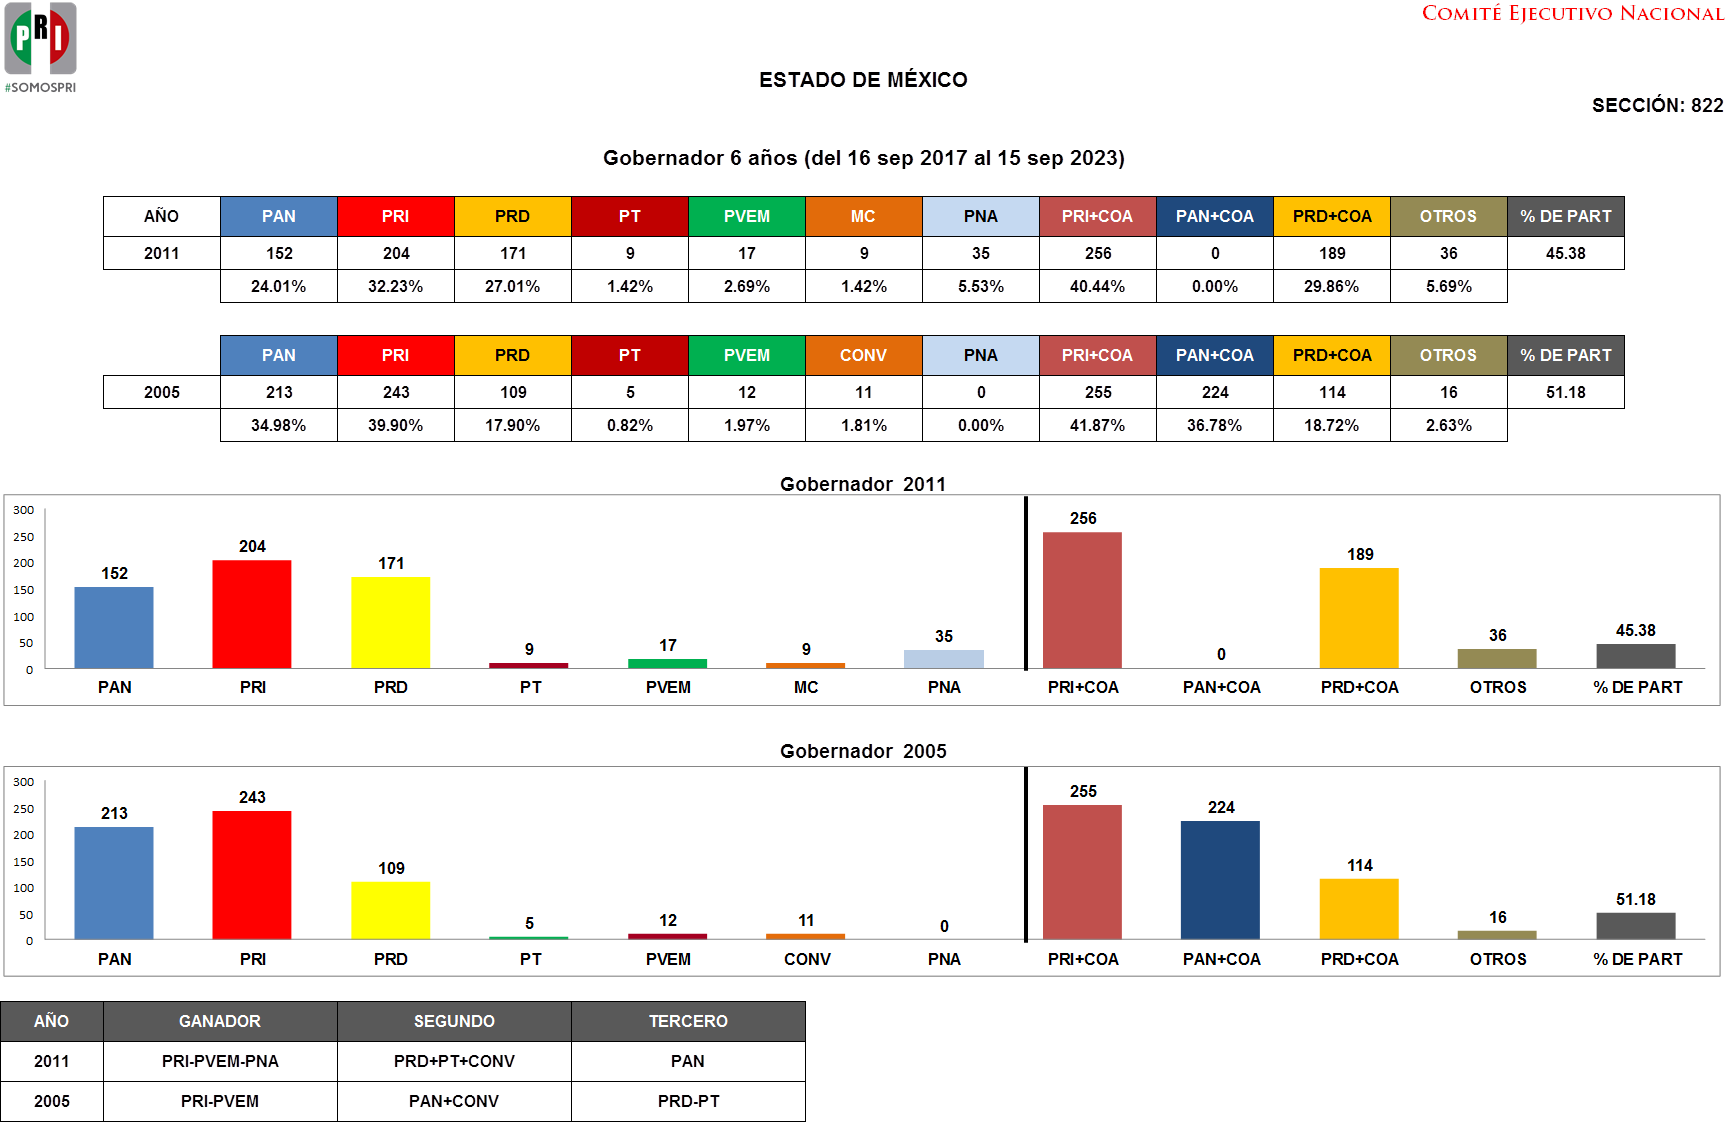 PRI
#SOMOSPRI
COMITÉ EJECUTIVO NACIONAL
ESTADO DE MÉXICO
SECCIÓN: 822
Gobernador 6 años (del 16 sep 2017 al 15 sep 2023)
AÑO PAN PRI PRD PT PVEM MC PNA PRI+COA PAN+COA PRD+COA OTROS % DE PART
2011 152 204 171 9 17 9 35 256 0 189 36 45.38
24.01% 32.23% 27.01% 1.42% 2.69% 1.42% 5.53% 40.44% 0.00% 29.86% 5.69%
PAN PRI PRD PT PVEM CONV PNA PRI+COA PAN+COA PRD+COA OTROS % DE PART
2005 213 243 109 5 12 11 0 255 224 114 16 51.18
34.98% 39.90% 17.90% 0.82% 1.97% 1.81% 0.00% 41.87% 36.78% 18.72% 2.63%
Gobernador 2011
300
250
200
150
100
50
0
152 204 171 9 17 9 35 256 0 189 36 45.38
PAN PRI PRD PT PVEM MC PNA PRI+COA PAN+COA PRD+COA OTROS % DE PART
Gobernador 2005
300
250
200
150
100
50
0
213 243 109 5 12 11 0 255 224 114 16 51.18
PAN PRI PRD PT PVEM CONV PNA PRI+COA PAN+COA PRD+COA OTROS % DE PART
AÑO GANADOR SEGUNDO TERCERO
2011 PRI-PVEM-PNA PRD+PT+CONV PAN
2005 PRI-PVEM PAN+CONV PRD-PT